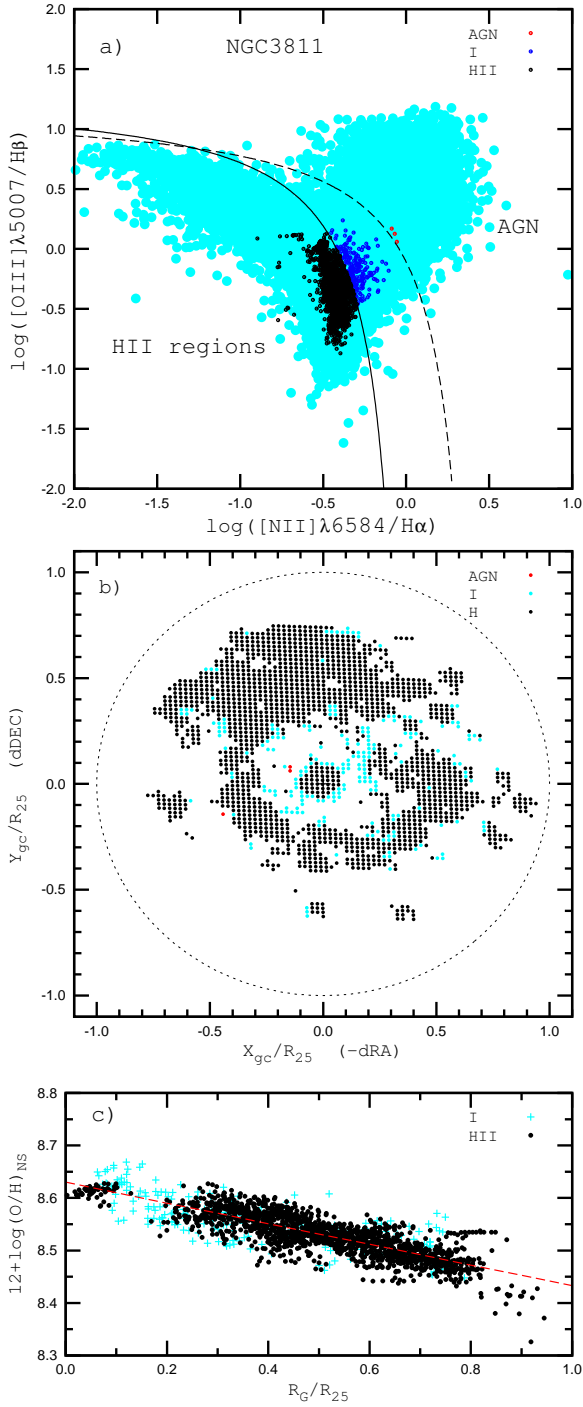 a)
NGC3811
AGN
I
HII
AGN
HII regions
2.0
1.5
1.0
0.5
0.0
-0.5
-1.0
-1.5
-2.0
log([OIII]λ5007/Hβ)
-2.0 -1.5 -1.0 -0.5 0.0 0.5 1.0
log([NII]λ6584/Hα)
b)
AGN
I
H
1.0
0.5
0.0
-0.5
-1.0
Ygc/R25 (dDEC)
-1.0 -0.5 0.0 0.5 1.0
Xgc/R25 (-dRA)
c)
I
HII
8.8
8.7
8.6
8.5
8.4
8.3
12+log(O/H)NS
0.0 0.2 0.4 0.6 0.8 1.0
RG/R25